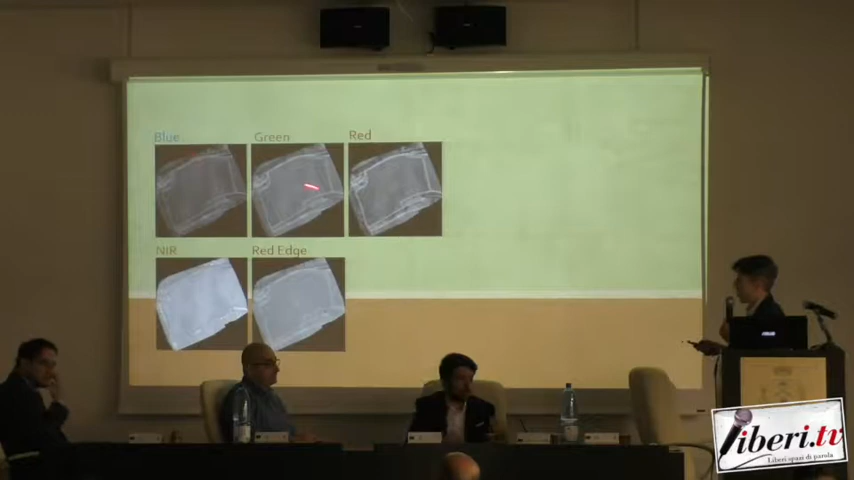 Blue
Green
Red
NIR
Red Edge
liberi.tv
Liberi spazi di parola